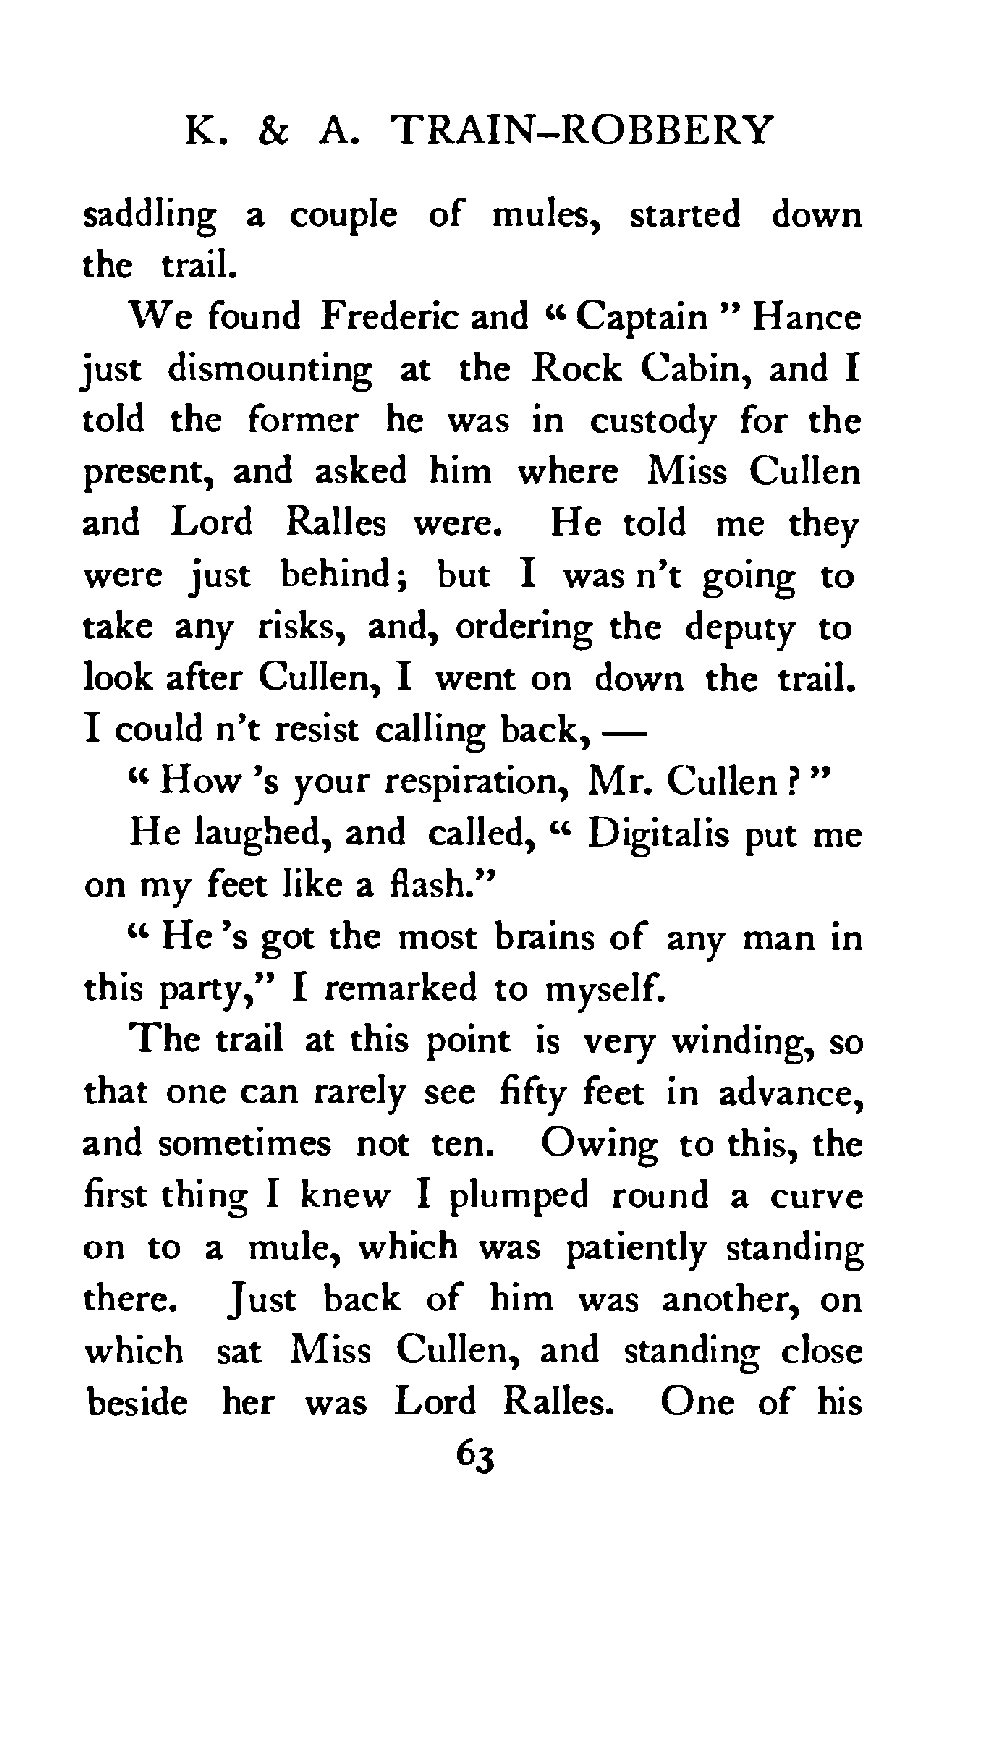 K. & A. TRAIN-ROBBERY
saddling a couple of mules, started down
the trail.
We found Frederic and “ Captain ” Hance
just dismounting at the Rock Cabin, and I
told the former he was in custody for the
present, and asked him where Miss Cullen
and Lord Ralles were. He told me they
were just behind; but I was n’t going to
take any risks, and, ordering the deputy to
look after Cullen, I went on down the trail.
I could n’t resist calling back, —
“ How ’s your respiration, Mr. Cullen ? ”
He laughed, and called, “ Digitalis put me
on my feet like a flash.”
“ He ’s got the most brains of any man in
this party,” I remarked to myself.
The trail at this point is very winding, so
that one can rarely see fifty feet in advance,
and sometimes not ten. Owing to this, the
first thing I knew I plumped round a curve
on to a mule, which was patiently standing
there. Just back of him was another, on
which sat Miss Cullen, and standing close
beside her was Lord Ralles. One of his
63